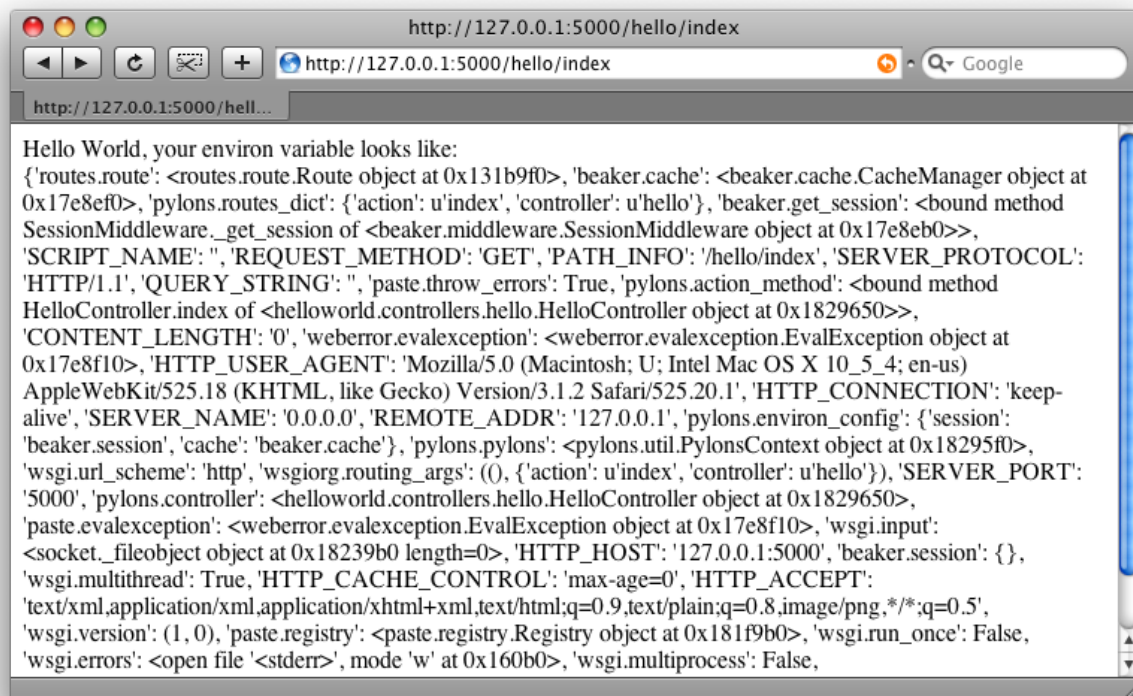 http://127.0.0.1:5000/hello/index
http://127.0.0.1:5000/hello/index
Google
http://127.0.0.1:5000/hell...
Hello World, your environ variable looks like:
{'routes.route': <routes.route.Route object at 0x131b9f0>, 'beaker.cache': <beaker.cache.CacheManager object at
0x17e8ef0>, 'pylons.routes_dict': {'action': u'index', 'controller': u'hello'}, 'beaker.get_session': <bound method
SessionMiddleware._get_session of <beaker.middleware.SessionMiddleware object at 0x17e8eb0>>,
'SCRIPT_NAME': '', 'REQUEST_METHOD': 'GET', 'PATH_INFO': '/hello/index', 'SERVER_PROTOCOL':
'HTTP/1.1', 'QUERY_STRING': '', 'paste.throw_errors': True, 'pylons.action_method': <bound method
HelloController.index of <helloworld.controllers.hello.HelloController object at 0x1829650>>,
'CONTENT_LENGTH': '0', 'weberror.evalexception': <weberror.evalexception.EvalException object at
0x17e8f10>, 'HTTP_USER_AGENT': 'Mozilla/5.0 (Macintosh; U; Intel Mac OS X 10_5_4; en-us)
AppleWebKit/525.18 (KHTML, like Gecko) Version/3.1.2 Safari/525.20.1', 'HTTP_CONNECTION': 'keep-
alive', 'SERVER_NAME': '0.0.0.0', 'REMOTE_ADDR': '127.0.0.1', 'pylons.environ_config': {'session':
'beaker.session', 'cache': 'beaker.cache'}, 'pylons.pylons': <pylons.util.PylonsContext object at 0x18295f0>,
'wsgi.url_scheme': 'http', 'wsgiorg.routing_args': ((), {'action': u'index', 'controller': u'hello'}), 'SERVER_PORT':
'5000', 'pylons.controller': <helloworld.controllers.hello.HelloController object at 0x1829650>,
'paste.evalexception': <weberror.evalexception.EvalException object at 0x17e8f10>, 'wsgi.input':
<socket._fileobject object at 0x18239b0 length=0>, 'HTTP_HOST': '127.0.0.1:5000', 'beaker.session': {},
'wsgi.multithread': True, 'HTTP_CACHE_CONTROL': 'max-age=0', 'HTTP_ACCEPT':
'text/xml,application/xml,application/xhtml+xml,text/html;q=0.9,text/plain;q=0.8,image/png,*/*;q=0.5',
'wsgi.version': (1, 0), 'paste.registry': <paste.registry.Registry object at 0x181f9b0>, 'wsgi.run_once': False,
'wsgi.errors': <open file '<stderr>', mode 'w' at 0x160b0>, 'wsgi.multiprocess': False,